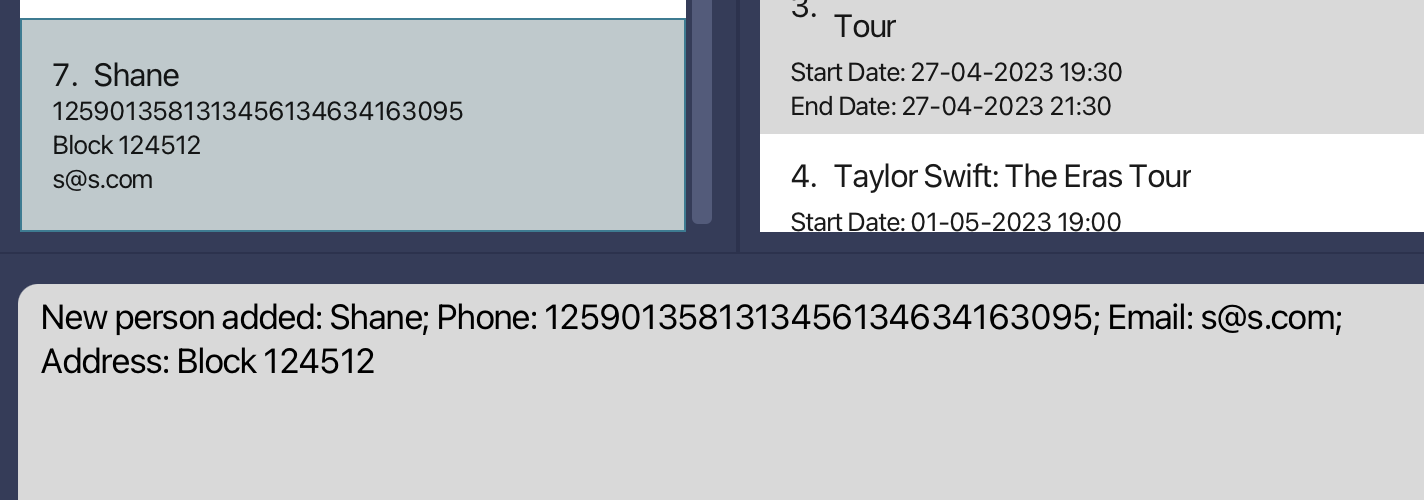 7. Shane
1259013581313456134634163095
Block 124512
s@s.com
3.
Tour
Start Date: 27-04-2023 19:30
End Date: 27-04-2023 21:30
4. Taylor Swift: The Eras Tour
Start Date: 01-05-2023 19:00
New person added: Shane; Phone: 1259013581313456134634163095; Email: s@s.com;
Address: Block 124512